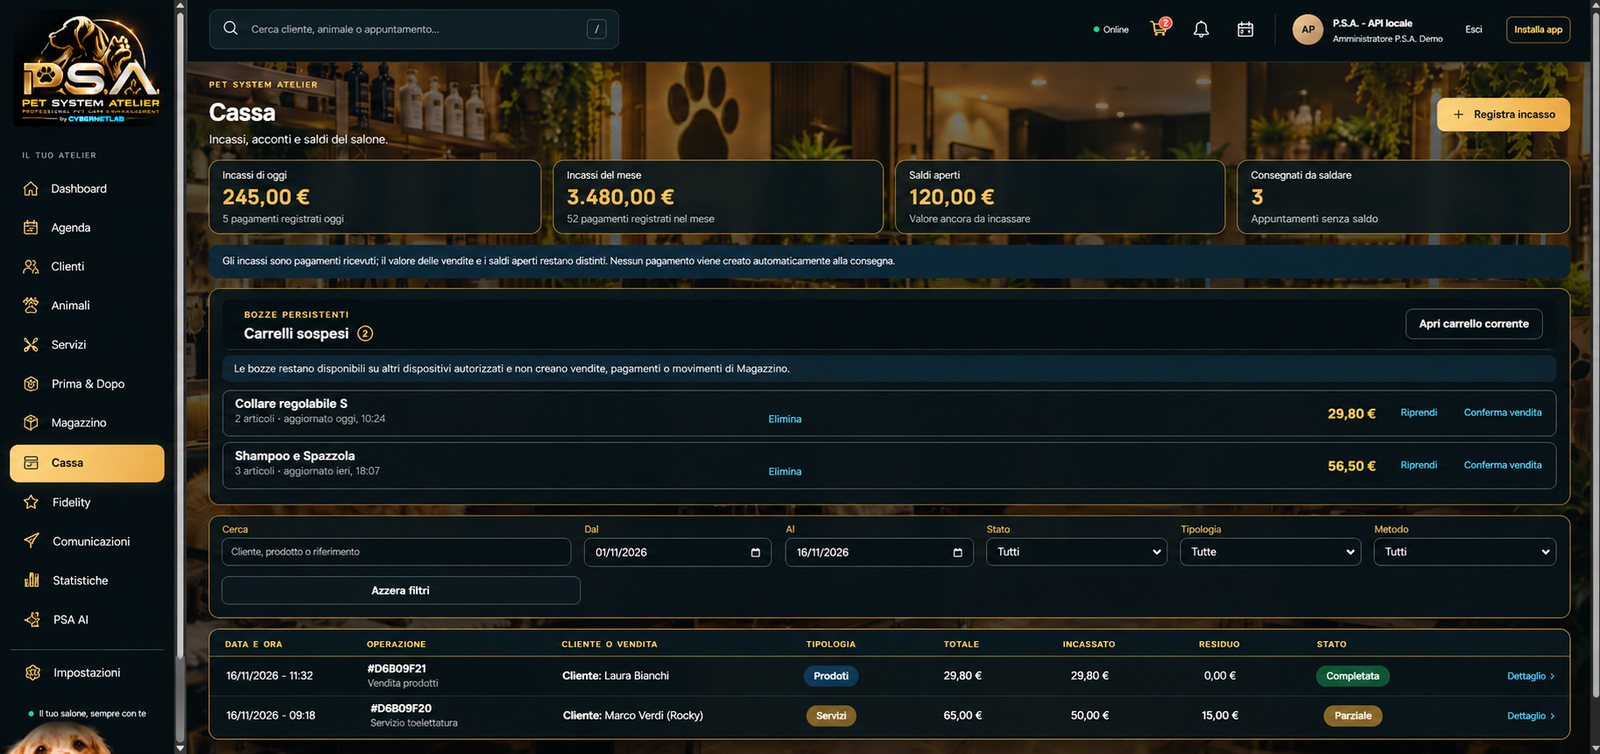 P.S.A
PET SYSTEM ATELIER
by CYBERNETLAB
IL TUO ATELIER
Dashboard
Agenda
Clienti
Animali
Servizi
Prima & Dopo
Magazzino
Cassa
Fidelity
Comunicazioni
Statistiche
PSA AI
Impostazioni
Il tuo salone, sempre con te
Cerca cliente, animale o appuntamento... /
Online 2 AP P.S.A. - API locale Esci Installa app
Amministratore P.S.A. Demo
PET SYSTEM ATELIER
Cassa
Incassi, acconti e saldi del salone.
+ Registra incasso
Incassi di oggi
245,00 €
5 pagamenti registrati oggi
Incassi del mese
3.480,00 €
52 pagamenti registrati nel mese
Saldi aperti
120,00 €
Valore ancora da incassare
Consegnati da saldare
3
Appuntamenti senza saldo
Gli incassi sono pagamenti ricevuti; il valore delle vendite e i saldi aperti restano distinti. Nessun pagamento viene creato automaticamente alla consegna.
BOZZE PERSISTENTI
Carrelli sospesi 2
Apri carrello corrente
Le bozze restano disponibili su altri dispositivi autorizzati e non creano vendite, pagamenti o movimenti di Magazzino.
Collare regolabile S
2 articoli · aggiornato oggi, 10:24
Elimina 29,80 € Riprendi Conferma vendita
Shampoo e Spazzola
3 articoli · aggiornato ieri, 18:07
Elimina 56,50 € Riprendi Conferma vendita
Cerca Dal Al Stato Tipologia Metodo
Cliente, prodotto o riferimento 01/11/2026 16/11/2026 Tutti Tutte Tutti
Azzera filtri
DATA E ORA OPERAZIONE CLIENTE O VENDITA TIPOLOGIA TOTALE INCASSATO RESIDUO STATO
16/11/2026 - 11:32 #D6B09F21 Cliente: Laura Bianchi Prodoti 29,80 € 29,80 € 0,00 € Completata Dettaglio >
Vendita prodotti
16/11/2026 - 09:18 #D6B09F20 Cliente: Marco Verdi (Rocky) Servizi 65,00 € 50,00 € 15,00 € Parziale Dettaglio >
Servizio toelettatura